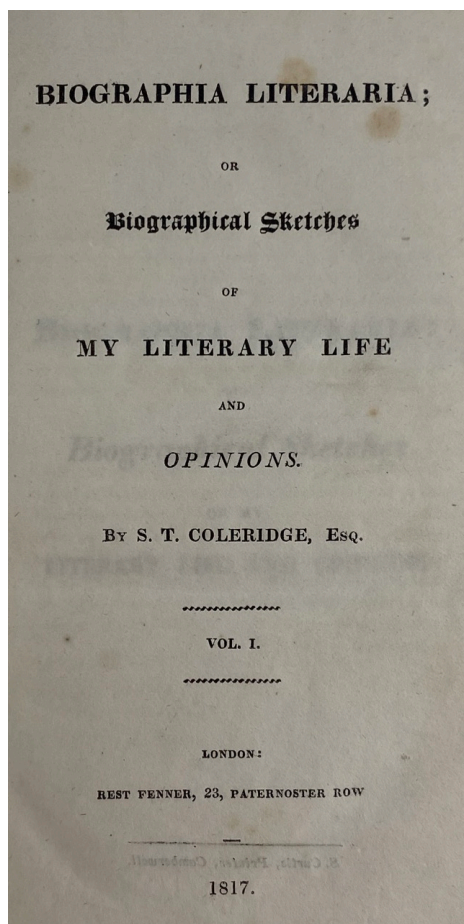 BIOGRAPHIA LITERARIA;
OR
Biographical Sketches
OF
MY LITERARY LIFE
AND
OPINIONS.
By S. T. COLERIDGE, Esq.
VOL. I.
LONDON:
REST FENNER, 23, PATERNOSTER ROW
1817.